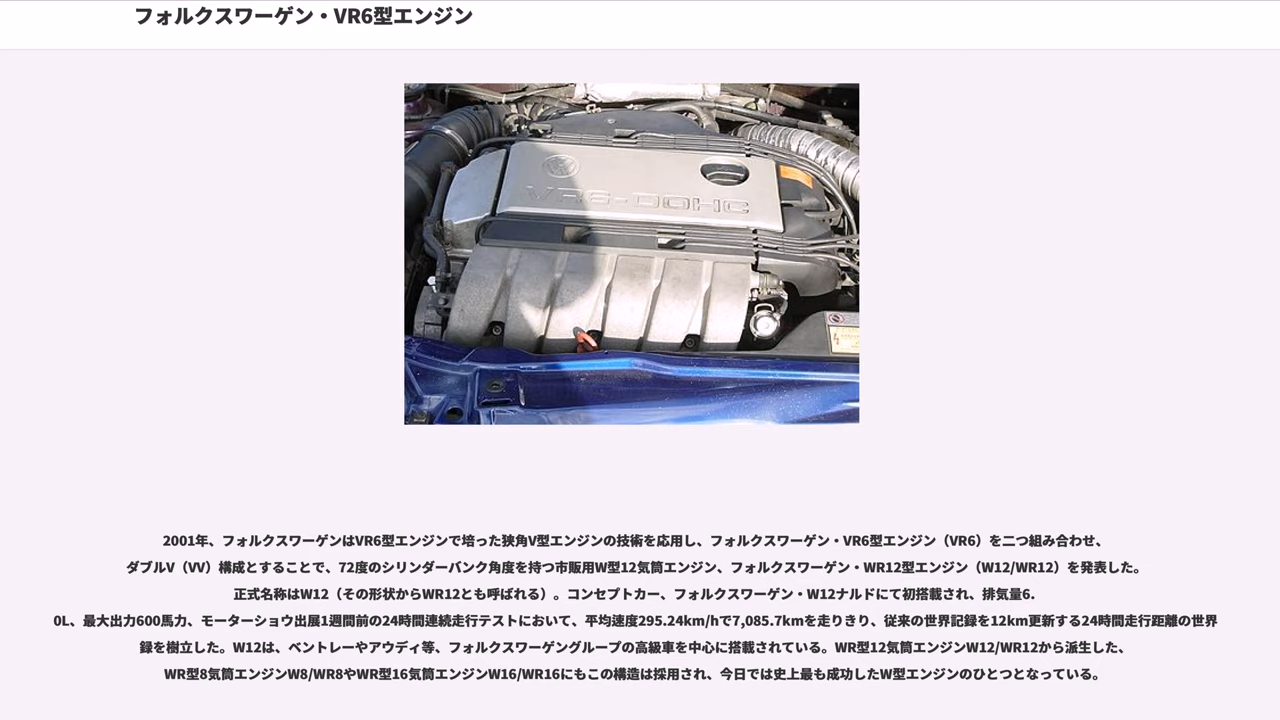 フォルクスワーゲン・VR6型エンジン
VR6-DOHC
2001年、フォルクスワーゲンはVR6型エンジンで培った狭角V型エンジンの技術を応用し、フォルクスワーゲン・VR6型エンジン（VR6）を二つ組み合わせ、
ダブルV（VV）構成とすることで、72度のシリンダーバンク角度を持つ市販用W型12気筒エンジン、フォルクスワーゲン・WR12型エンジン（W12/WR12）を発表した。
正式名称はW12（その形状からWR12とも呼ばれる）。コンセプトカー、フォルクスワーゲン・W12ナルドにて初搭載され、排気量6.
0L、最大出力600馬力、モーターショウ出展1週間前の24時間連続走行テストにおいて、平均速度295.24km/hで7,085.7kmを走りきり、従来の世界記録を12km更新する24時間走行距離の世界
録を樹立した。W12は、ベントレーやアウディ等、フォルクスワーゲングループの高級車を中心に搭載されている。WR型12気筒エンジンW12/WR12から派生した、
WR型8気筒エンジンW8/WR8やWR型16気筒エンジンW16/WR16にもこの構造は採用され、今日では史上最も成功したW型エンジンのひとつとなっている。